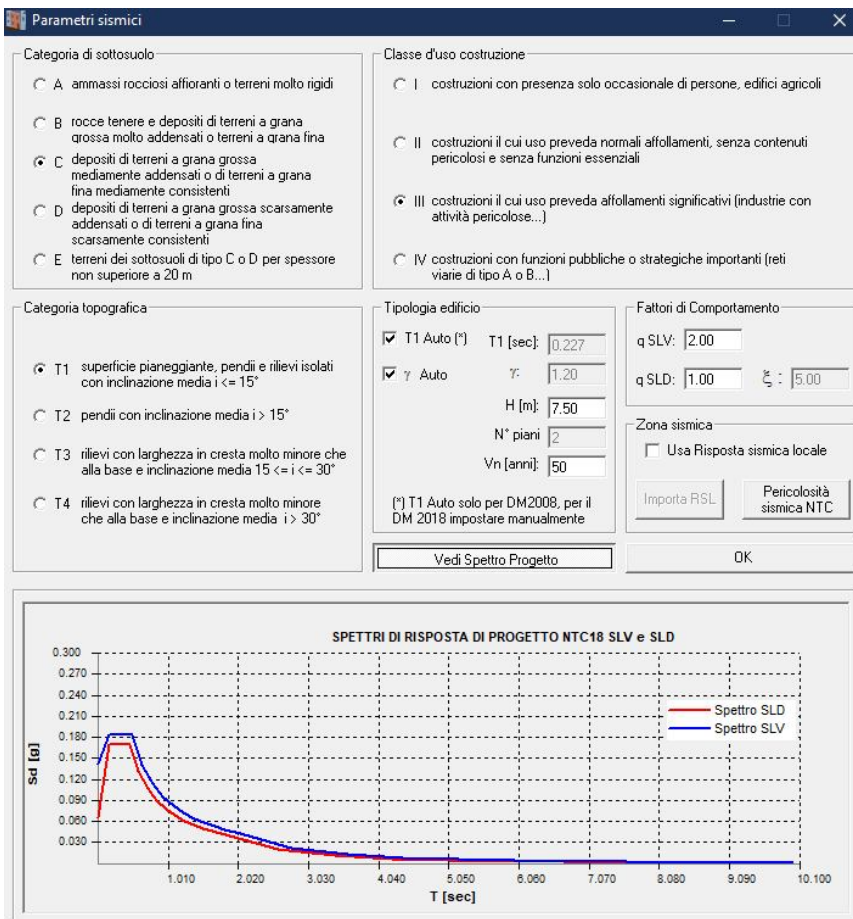 Parametri sismici
Categoria di sottosuolo
A ammassi rocciosi affioranti o terreni molto rigidi
B rocce tenere e depositi di terreni a grana
grossa molto addensati o terreni a grana fina
C depositi di terreni a grana grossa
mediamente addensati o di terreni a grana
fina mediamente consistenti
D depositi di terreni a grana grossa scarsamente
addensati o di terreni a grana fina
scarsamente consistenti
E terreni dei sottosuoli di tipo C o D per spessore
non superiore a 20 m
Classe d'uso costruzione
I costruzioni con presenza solo occasionale di persone, edifici agricoli
II costruzioni il cui uso preveda normali affollamenti, senza contenuti
pericolosi e senza funzioni essenziali
III costruzioni il cui uso preveda affollamenti significativi (industrie con
attività pericolose...)
IV costruzioni con funzioni pubbliche o strategiche importanti (reti
viarie di tipo A o B...)
Categoria topografica
T1 superficie pianeggiante, pendii e rilievi isolati
con inclinazione media i <= 15°
T2 pendii con inclinazione media i > 15°
T3 rilievi con larghezza in cresta molto minore che
alla base e inclinazione media 15 <= i <= 30°
T4 rilievi con larghezza in cresta molto minore
che alla base e inclinazione media i > 30°
Tipologia edificio
T1 Auto (*) T1 [sec]: 0.227
γ Auto γ: 1.20
H [m]: 7.50
N° piani 2
Vn [anni]: 50
(*) T1 Auto solo per DM2008, per il
DM 2018 impostare manualmente
Fattori di Comportamento
q SLV: 2.00
q SLD: 1.00 ξ : 5.00
Zona sismica
Usa Risposta sismica locale
Importa RSL
Pericolosità
sismica NTC
Vedi Spettro Progetto
OK
SPETTRI DI RISPOSTA DI PROGETTO NTC18 SLV e SLD
0.300
0.270
0.240
0.210
0.180
0.150
0.120
0.090
0.060
0.030
Sd [g]
Spettro SLD
Spettro SLV
1.010 2.020 3.030 4.040 5.050 6.060 7.070 8.080 9.090 10.100
T [sec]